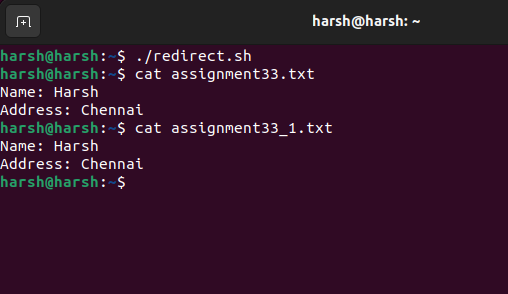 harsh@harsh: ~
harsh@harsh:~$ ./redirect.sh
harsh@harsh:~$ cat assignment33.txt
Name: Harsh
Address: Chennai
harsh@harsh:~$ cat assignment33_1.txt
Name: Harsh
Address: Chennai
harsh@harsh:~$